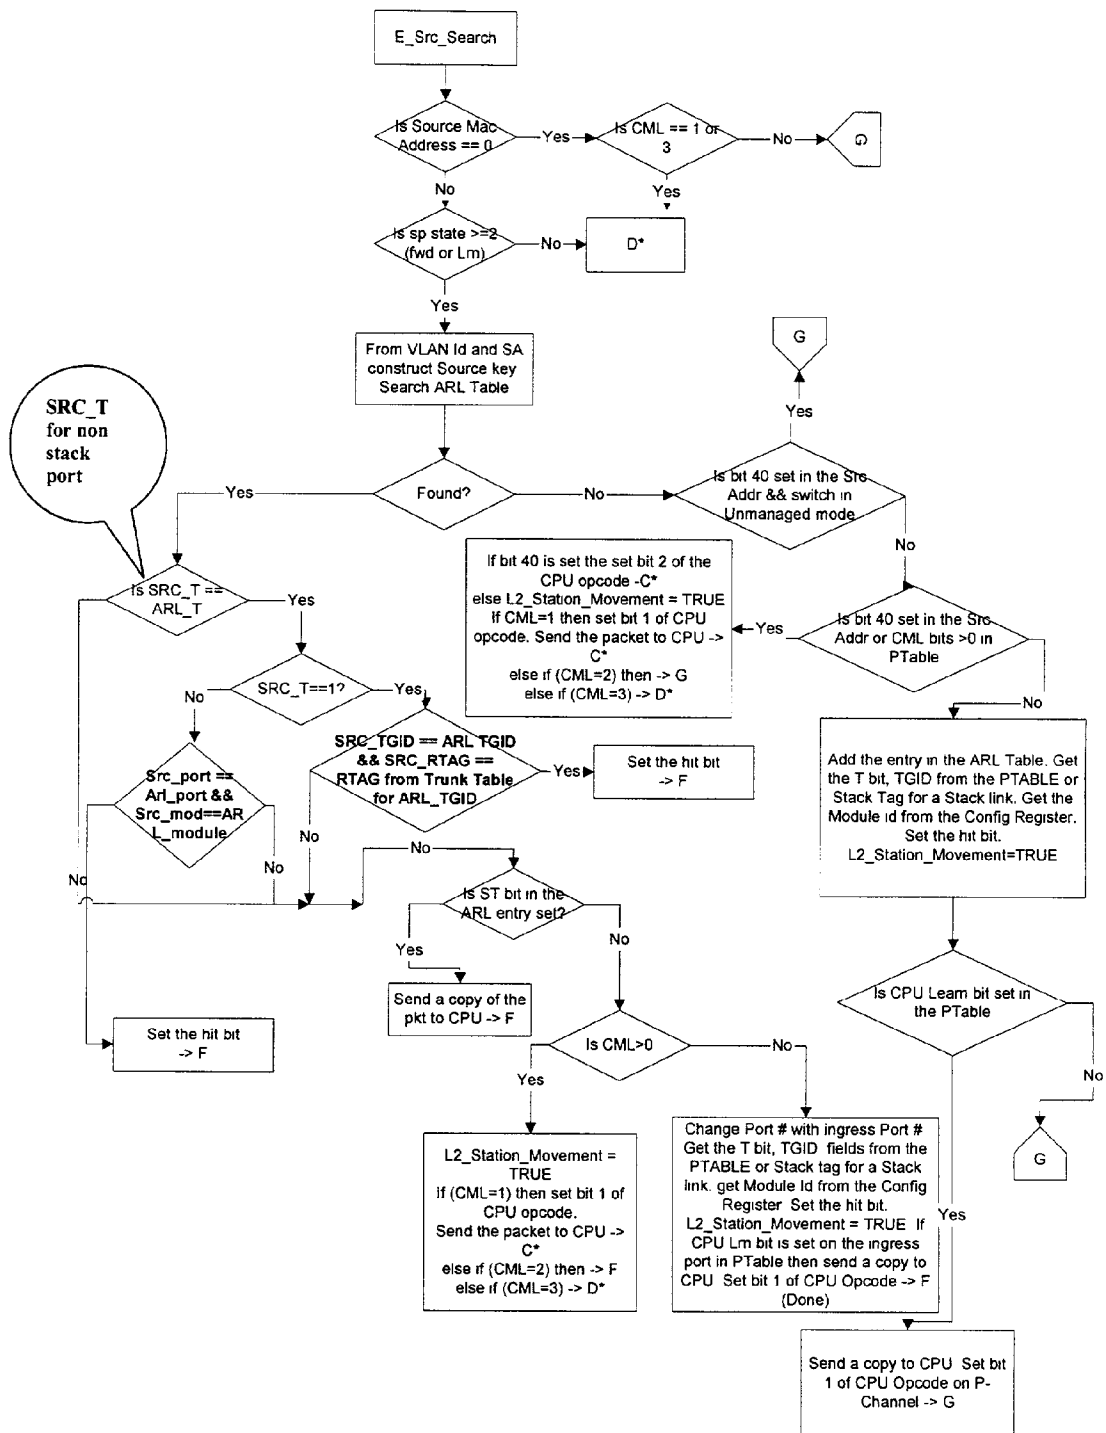 E_Src_Search
Is Source Mac
Address == 0
Yes
Is CML == 1 or
3
No
G
No
Yes
Is sp state >=2
(fwd or Lrn)
No
D*
Yes
From VLAN Id and SA
construct Source key
Search ARL Table
G
SRC_T
for non
stack
port
Yes
Found?
Yes
No
Is bit 40 set in the Src
Addr && switch in
Unmanaged mode
No
If bit 40 is set the set bit 2 of the
CPU opcode -C*
else L2_Station_Movement = TRUE
If CML=1 then set bit 1 of CPU
opcode. Send the packet to CPU ->
C*
else if (CML=2) then -> G
else if (CML=3) -> D*
Is SRC_T ==
ARL_T
Yes
Yes
Is bit 40 set in the Src
Addr or CML bits >0 in
PTable
No
SRC_T==1?
No
Yes
SRC_TGID == ARL TGID
&& SRC_RTAG ==
RTAG from Trunk Table
for ARL_TGID
Yes
Set the hit bit
-> F
Src_port ==
Arl_port &&
Src_mod==AR
L_module
Add the entry in the ARL Table. Get
the T bit, TGID from the PTABLE or
Stack Tag for a Stack link. Get the
Module id from the Config Register.
Set the hit bit.
L2_Station_Movement=TRUE
No
No
No
No
Is ST bit in the
ARL entry set?
Yes
No
Send a copy of the
pkt to CPU -> F
Is CPU Learn bit set in
the PTable
Set the hit bit
-> F
Is CML>0
No
Yes
No
G
L2_Station_Movement =
TRUE
If (CML=1) then set bit 1 of
CPU opcode.
Send the packet to CPU ->
C*
else if (CML=2) then -> F
else if (CML=3) -> D*
Change Port # with ingress Port #
Get the T bit, TGID fields from the
PTABLE or Stack tag for a Stack
link. get Module Id from the Config
Register Set the hit bit.
L2_Station_Movement = TRUE If
CPU Lrn bit is set on the ingress
port in PTable then send a copy to
CPU Set bit 1 of CPU Opcode -> F
(Done)
Yes
Send a copy to CPU Set bit
1 of CPU Opcode on P-
Channel -> G